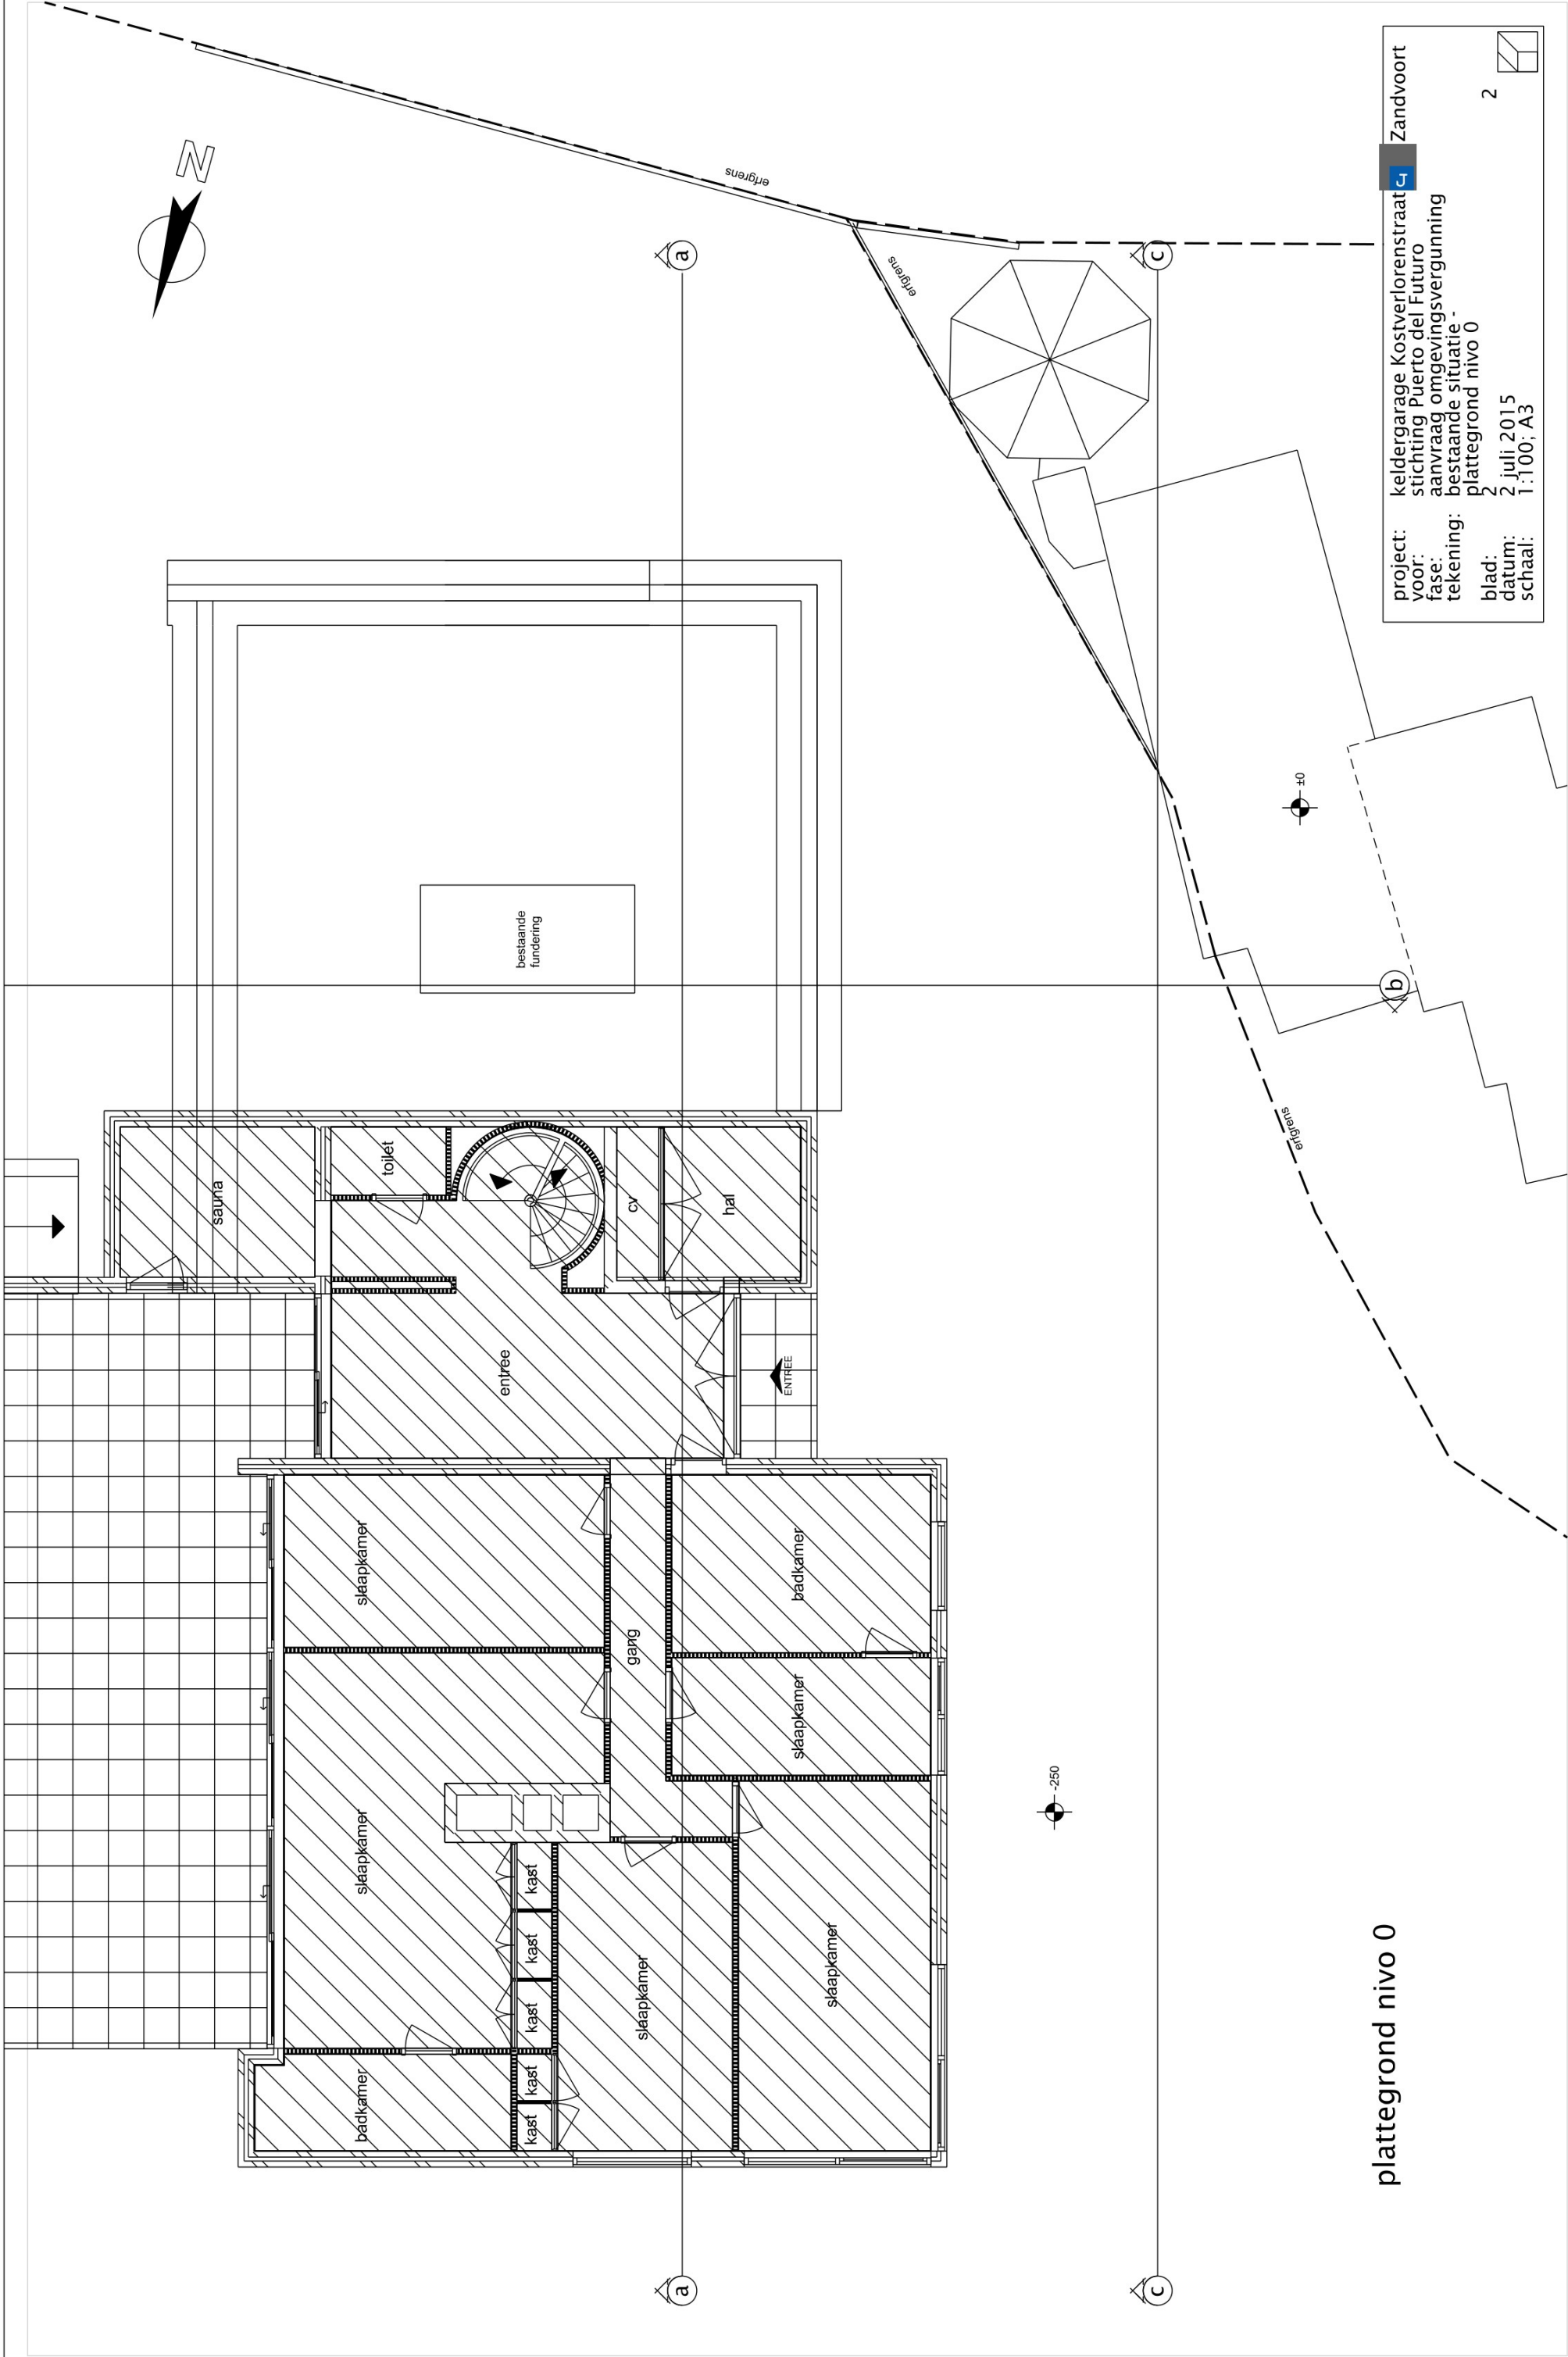 sauna
toilet
cv
hal
entree
ENTREE
bestaande
fundering
slaapkamer
badkamer
gang
slaapkamer
slaapkamer
kast
kast
kast
kast
kast
slaapkamer
slaapkamer
badkamer
a
a
b
c
c
N
erfgrens
erfgrens
erfgrens
±0
-250
plattegrond nivo 0
project: keldergarage Kostverlorenstraat Zandvoort
voor: stichting Puerto del Futuro
fase: aanvraag omgevingsvergunning
tekening: bestaande situatie -
plattegrond nivo 0
blad: 2 2
datum: 2 juli 2015
schaal: 1:100; A3